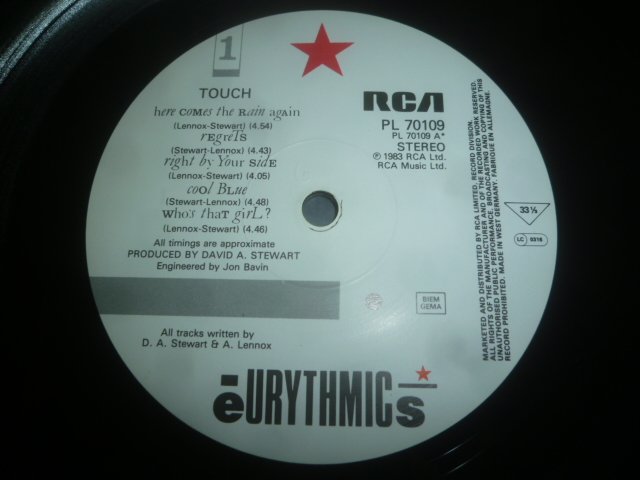 1
TOUCH
here comes the Rain again
(Lennox-Stewart) (4.54)
regrets
(Stewart-Lennox) (4.43)
right by Your side
(Lennox-Stewart) (4.05)
cool Blue
(Stewart-Lennox) (4.48)
who's that girL?
(Lennox-Stewart) (4.46)
All timings are approximate
PRODUCED BY DAVID A. STEWART
Engineered by Jon Bavin
All tracks written by
D. A. Stewart & A. Lennox
RCA
PL 70109
PL 70109 A*
STEREO
℗ 1983 RCA Ltd.
RCA Music Ltd.
33⅓
LC 0316
BIEM
GEMA
MARKETED AND DISTRIBUTED BY RCA LIMITED, RECORD DIVISION.
ALL RIGHTS OF THE MANUFACTURER AND OF THE RECORDED WORK RESERVED.
UNAUTHORISED PUBLIC PERFORMANCE, BROADCASTING AND COPYING OF THIS
RECORD PROHIBITED. MADE IN WEST GERMANY. FABRIQUE EN ALLEMAGNE.
eURYTHMICs